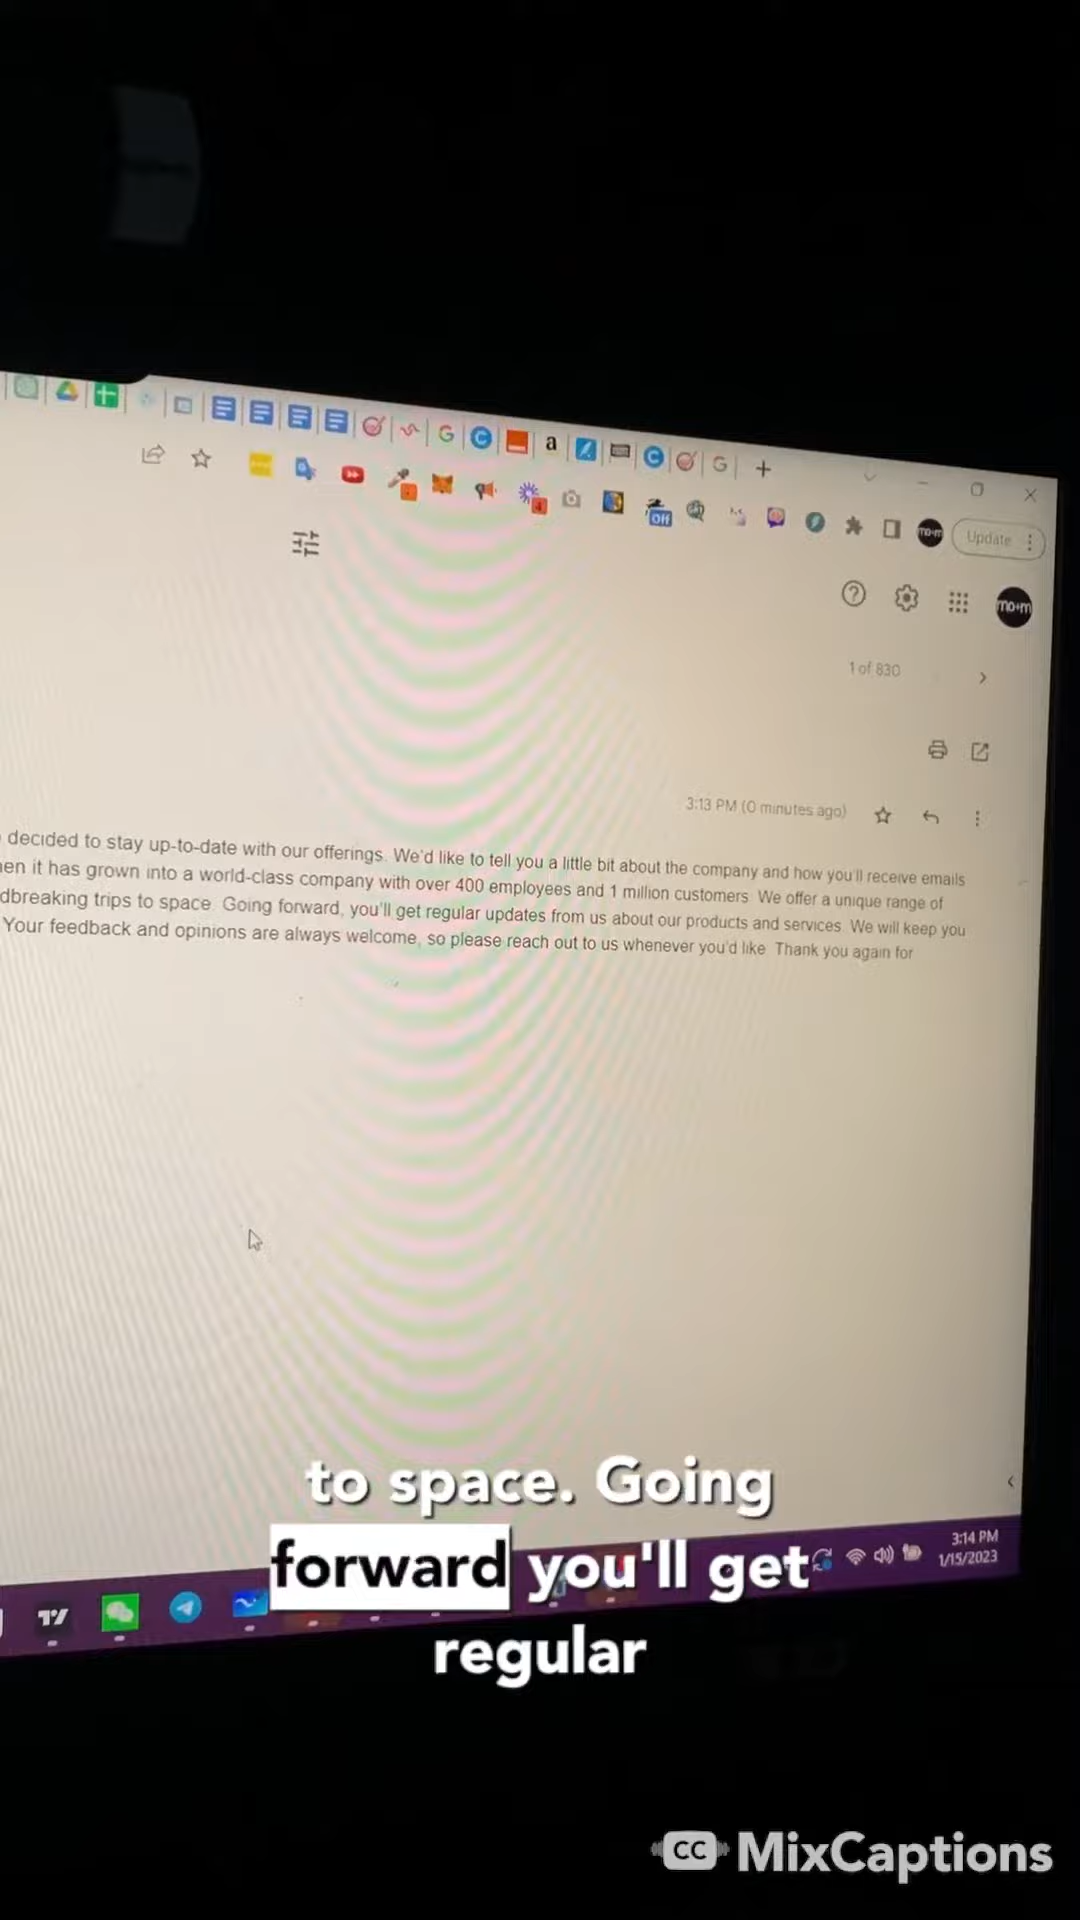 a
Off
mo+m
Update
mo+m
1 of 830
3:13 PM (0 minutes ago)
decided to stay up-to-date with our offerings. We'd like to tell you a little bit about the company and how you'll receive emails
en it has grown into a world-class company with over 400 employees and 1 million customers. We offer a unique range of
dbreaking trips to space. Going forward, you'll get regular updates from us about our products and services. We will keep you
Your feedback and opinions are always welcome, so please reach out to us whenever you'd like. Thank you again for
to space. Going
forward you'll get
regular
3:14 PM
1/15/2023
CC MixCaptions